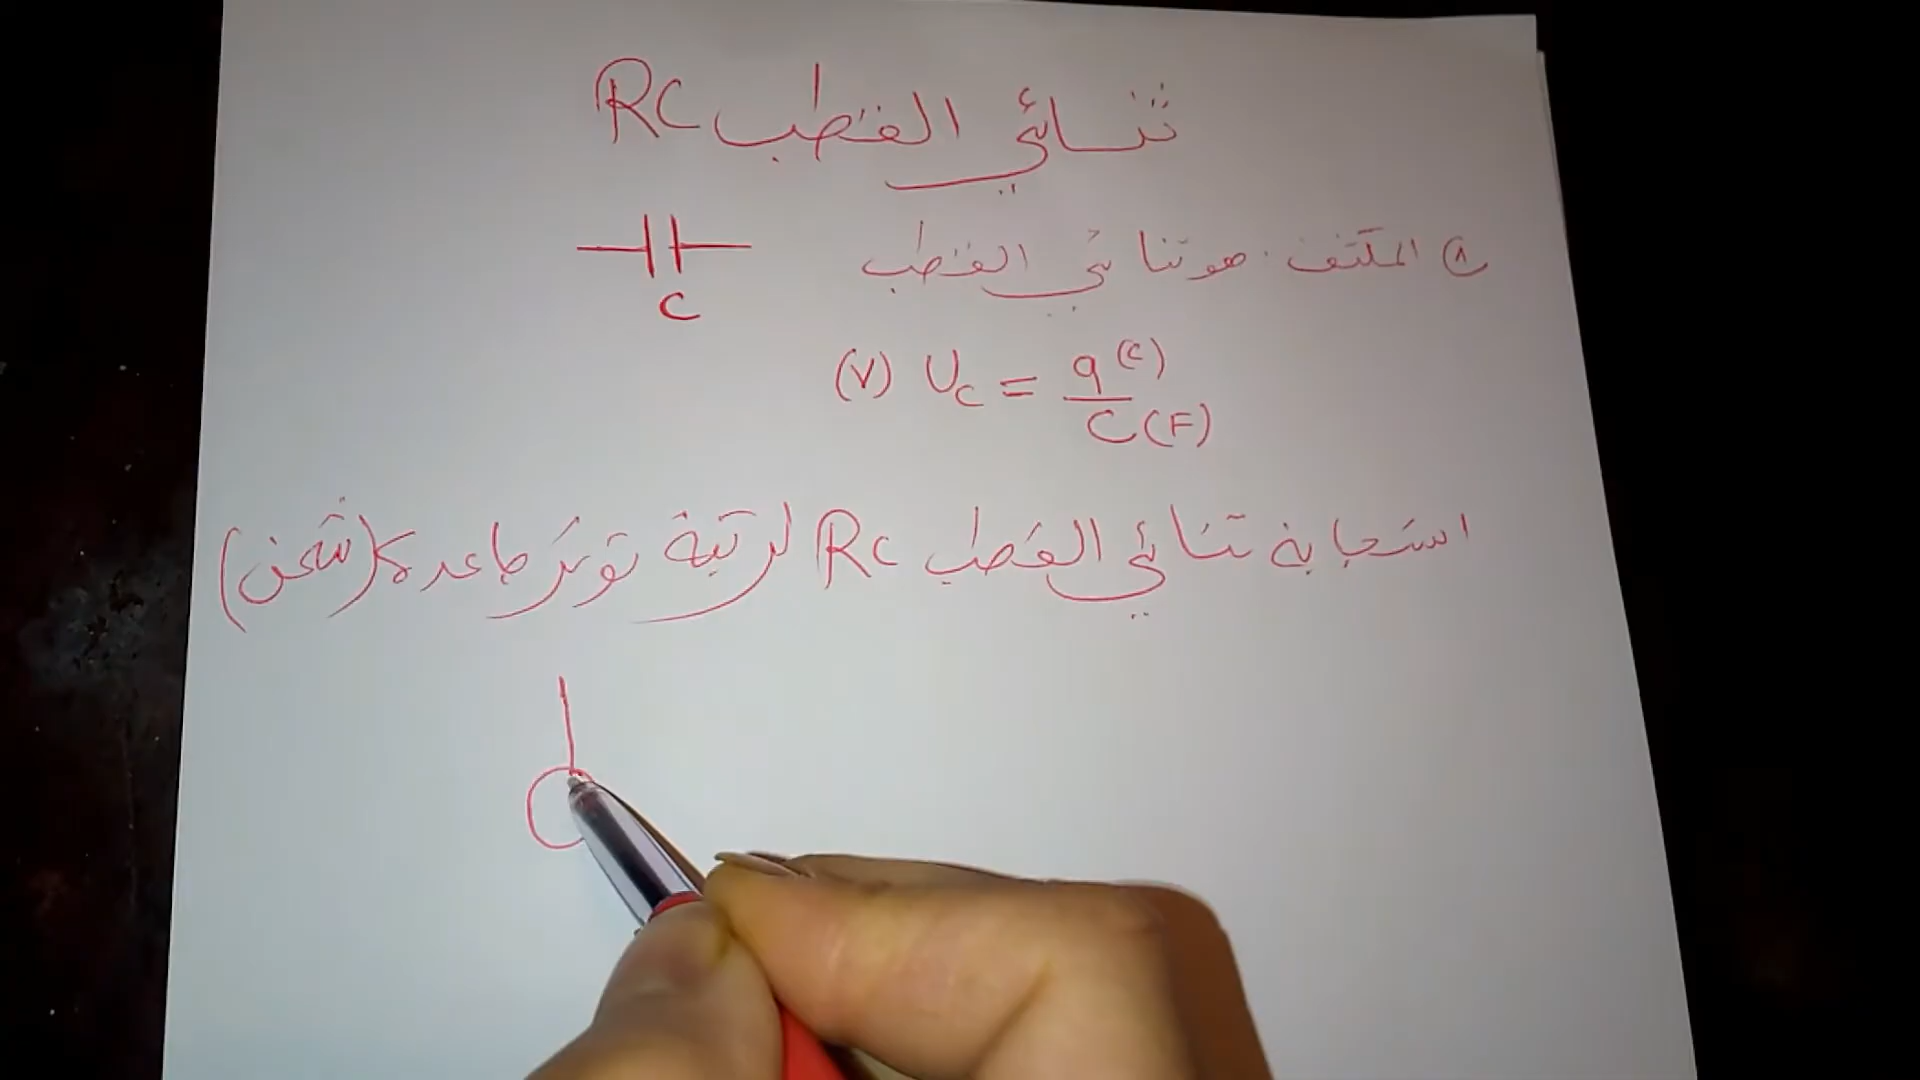 ثنائي القطب RC
① المكثف: هو ثنائي القطب
C
(V) Uc = q (C) / C (F)
استجابة ثنائي القطب RC لرتبة توتر صاعدة (شحن)